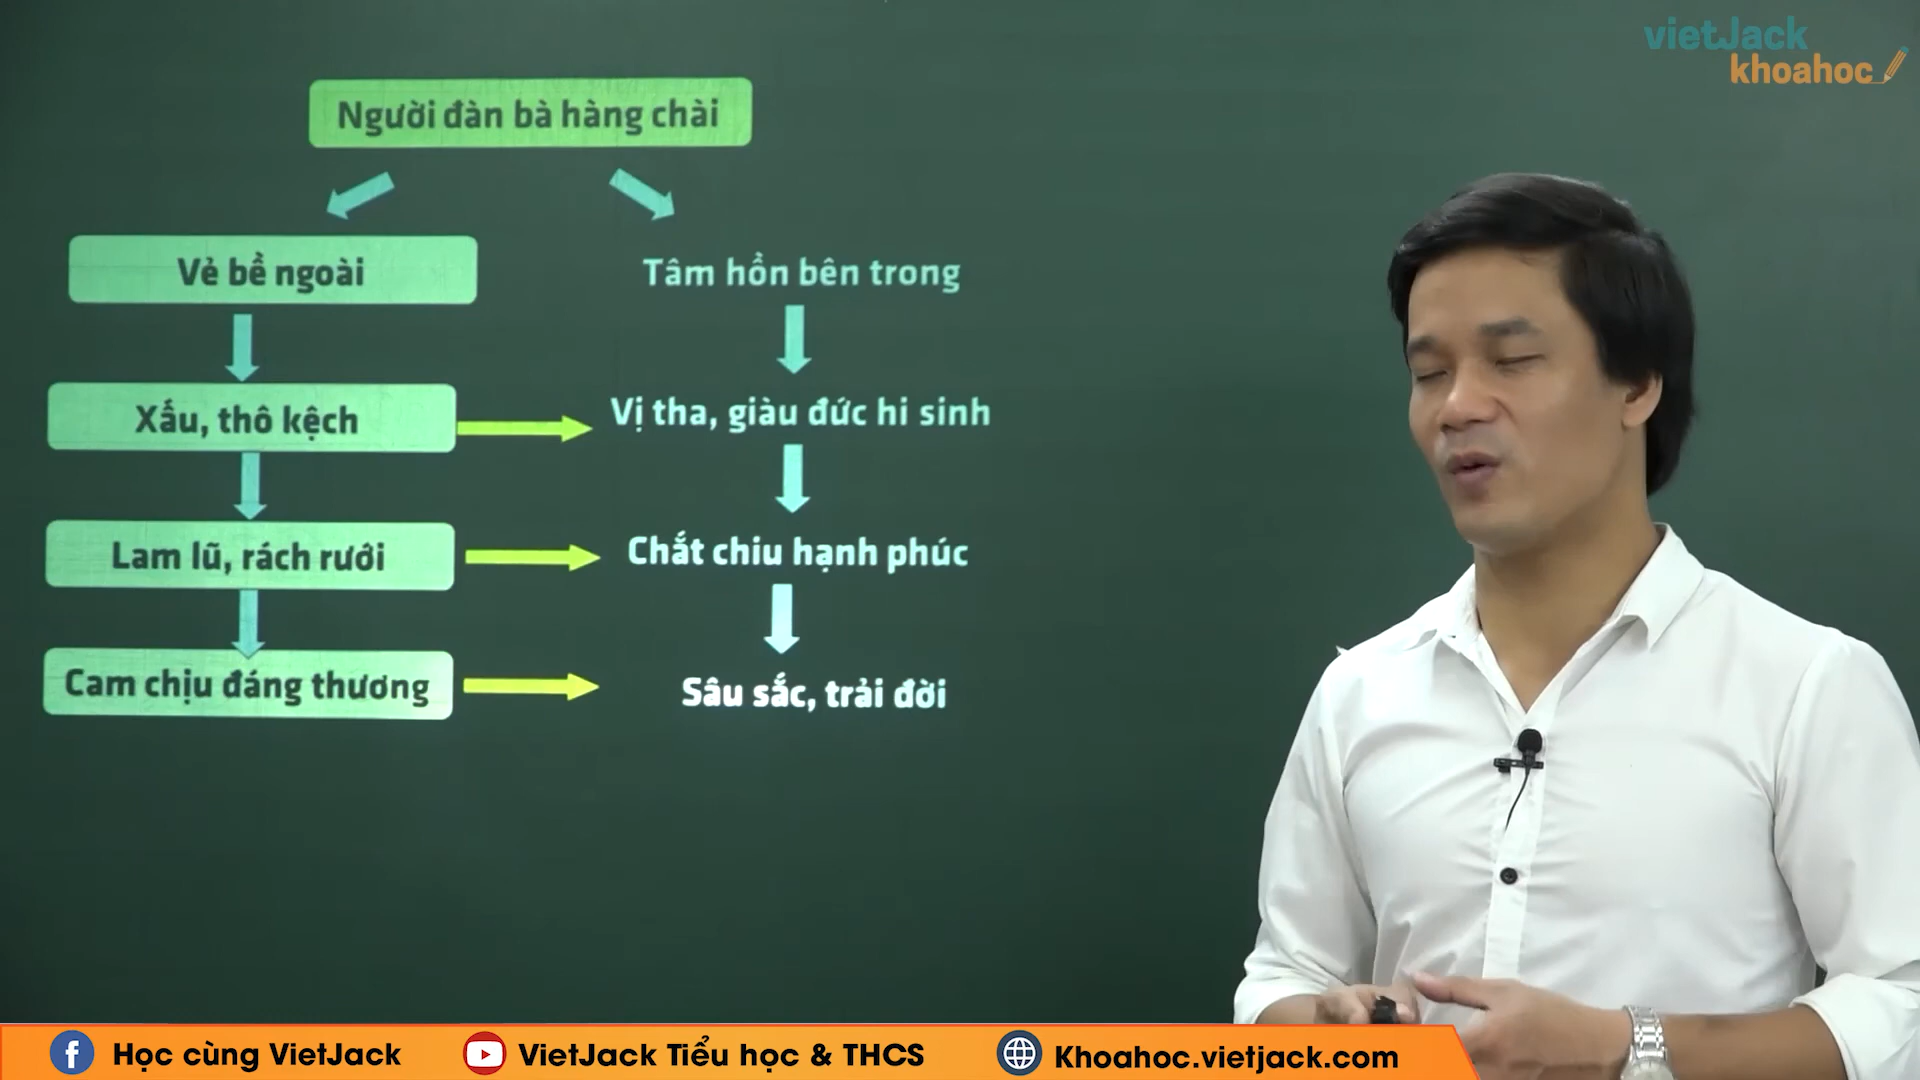 vietJack
khoahoc
Người đàn bà hàng chài
Vẻ bề ngoài
Tâm hồn bên trong
Xấu, thô kệch
Vị tha, giàu đức hi sinh
Lam lũ, rách rưới
Chắt chiu hạnh phúc
Cam chịu đáng thương
Sâu sắc, trải đời
Học cùng VietJack
VietJack Tiểu học & THCS
Khoahoc.vietjack.com